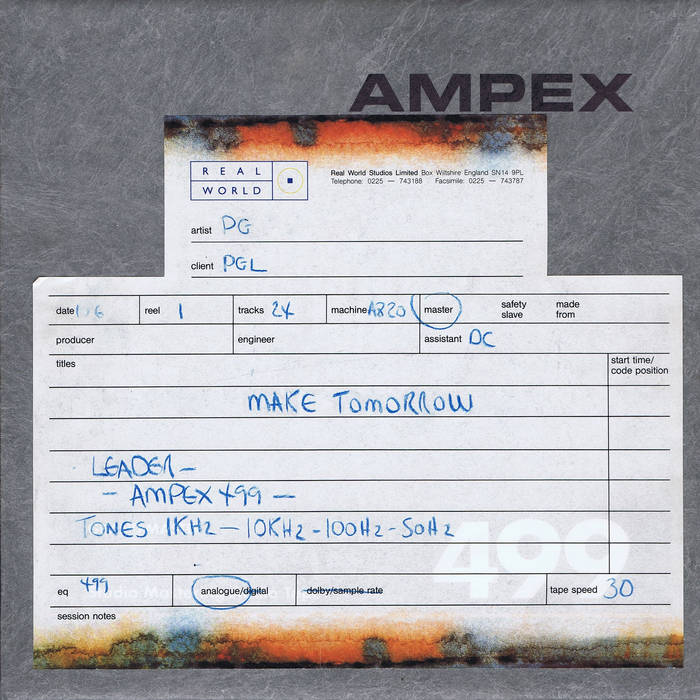 AMPEX
REAL WORLD
Real World Studios Limited Box Wiltshire England SN14 9PL
Telephone: 0225 — 743188 Facsimile: 0225 — 743787
artist PG
client PGL
date reel 1 tracks 24 machine A820 master safety slave made from
producer engineer assistant DC
titles start time/ code position
MAKE TOMORROW
LEADER –
– AMPEX 499 –
TONES 1KHz – 10KHz - 100Hz - 50Hz
499
eq 499 analogue/digital dolby/sample rate tape speed 30
session notes